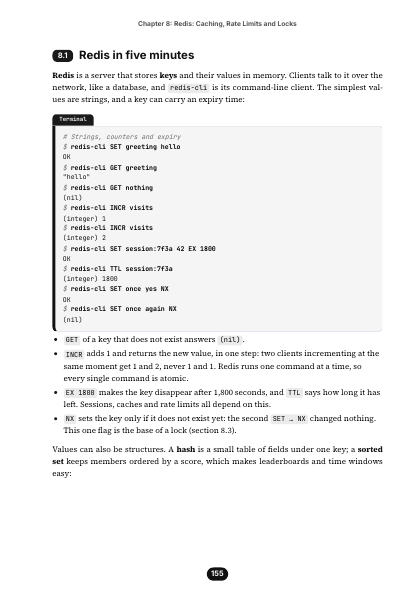 Chapter 8: Redis: Caching, Rate Limits and Locks
8.1 Redis in five minutes
Redis is a server that stores keys and their values in memory. Clients talk to it over the
network, like a database, and redis-cli is its command-line client. The simplest val-
ues are strings, and a key can carry an expiry time:
Terminal
# Strings, counters and expiry
$ redis-cli SET greeting hello
OK
$ redis-cli GET greeting
"hello"
$ redis-cli GET nothing
(nil)
$ redis-cli INCR visits
(integer) 1
$ redis-cli INCR visits
(integer) 2
$ redis-cli SET session:7f3a 42 EX 1800
OK
$ redis-cli TTL session:7f3a
(integer) 1800
$ redis-cli SET once yes NX
OK
$ redis-cli SET once again NX
(nil)
• GET of a key that does not exist answers (nil).
• INCR adds 1 and returns the new value, in one step: two clients incrementing at the
same moment get 1 and 2, never 1 and 1. Redis runs one command at a time, so
every single command is atomic.
• EX 1800 makes the key disappear after 1,800 seconds, and TTL says how long it has
left. Sessions, caches and rate limits all depend on this.
• NX sets the key only if it does not exist yet: the second SET … NX changed nothing.
This one flag is the base of a lock (section 8.3).
Values can also be structures. A hash is a small table of fields under one key; a sorted
set keeps members ordered by a score, which makes leaderboards and time windows
easy:
155